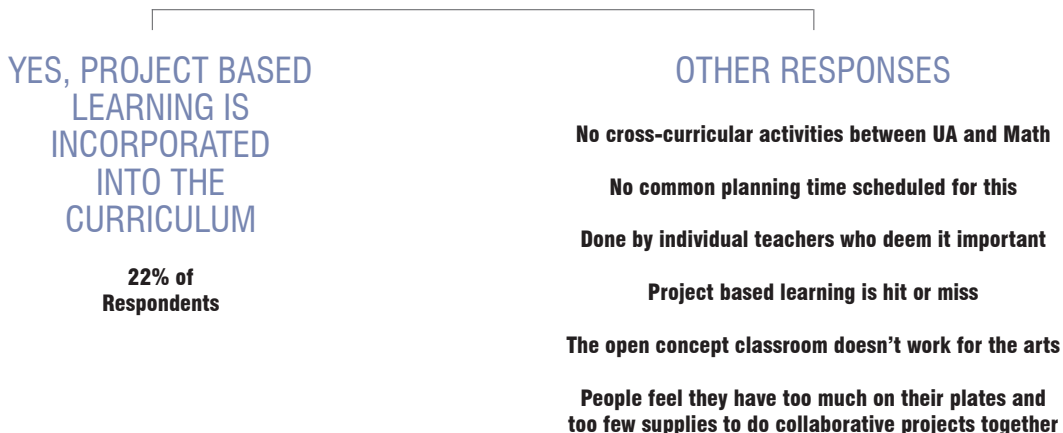 YES, PROJECT BASED
LEARNING IS
INCORPORATED
INTO THE
CURRICULUM
22% of
Respondents
OTHER RESPONSES
No cross-curricular activities between UA and Math
No common planning time scheduled for this
Done by individual teachers who deem it important
Project based learning is hit or miss
The open concept classroom doesn’t work for the arts
People feel they have too much on their plates and
too few supplies to do collaborative projects together